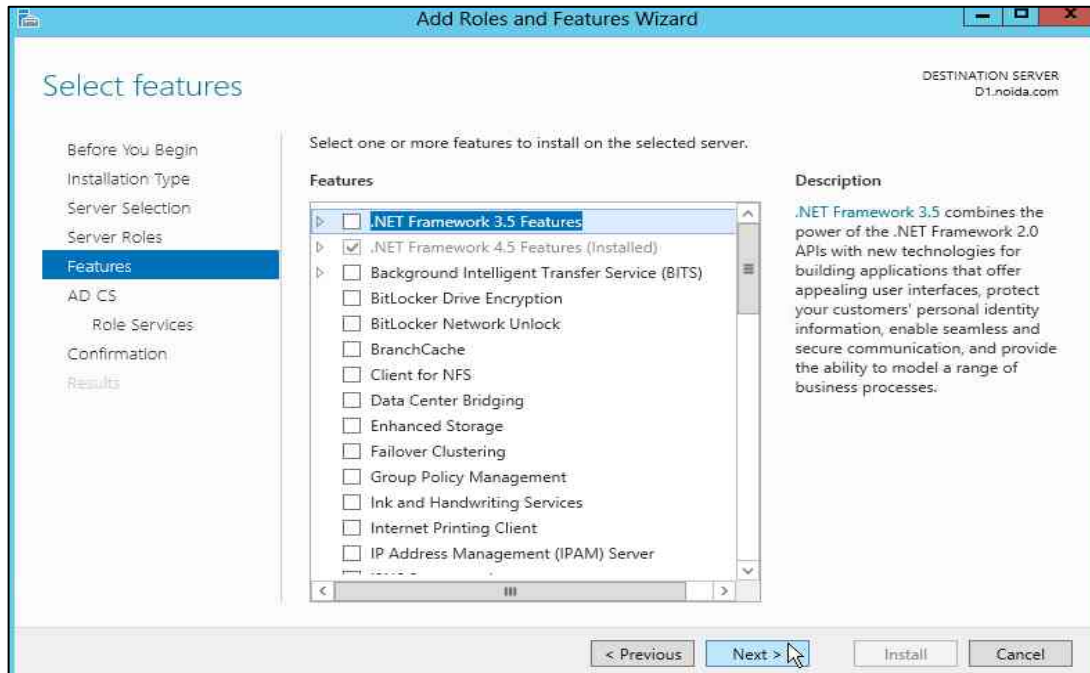 Add Roles and Features Wizard
Select features
DESTINATION SERVER
D1.noida.com
Before You Begin
Installation Type
Server Selection
Server Roles
Features
AD CS
Role Services
Confirmation
Results
Select one or more features to install on the selected server.
Features
.NET Framework 3.5 Features
.NET Framework 4.5 Features (Installed)
Background Intelligent Transfer Service (BITS)
BitLocker Drive Encryption
BitLocker Network Unlock
BranchCache
Client for NFS
Data Center Bridging
Enhanced Storage
Failover Clustering
Group Policy Management
Ink and Handwriting Services
Internet Printing Client
IP Address Management (IPAM) Server
Description
.NET Framework 3.5 combines the
power of the .NET Framework 2.0
APIs with new technologies for
building applications that offer
appealing user interfaces, protect
your customers' personal identity
information, enable seamless and
secure communication, and provide
the ability to model a range of
business processes.
< Previous
Next >
Install
Cancel